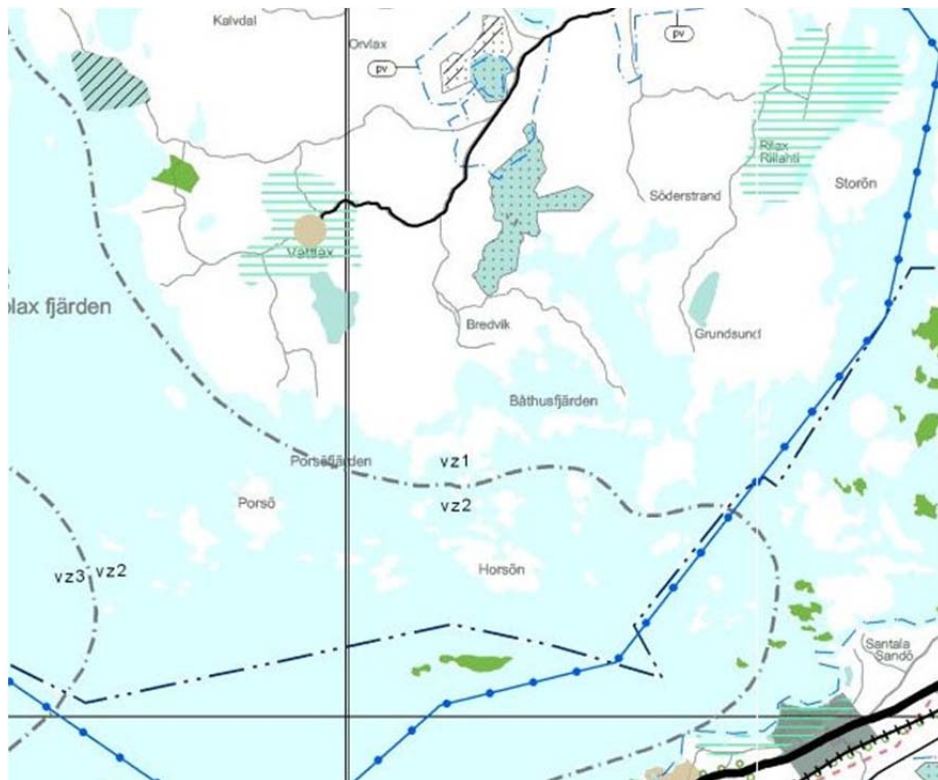 Kalvdal
Orvlax
pv
pv
Rilax
Rillahti
Storön
Söderstrand
Vättlax
lax fjärden
Bredvik
Grundsund
Båthusfjärden
Porsöfjärden
vz1
vz2
Porsö
Horsön
vz3
vz2
Santala
Sandö